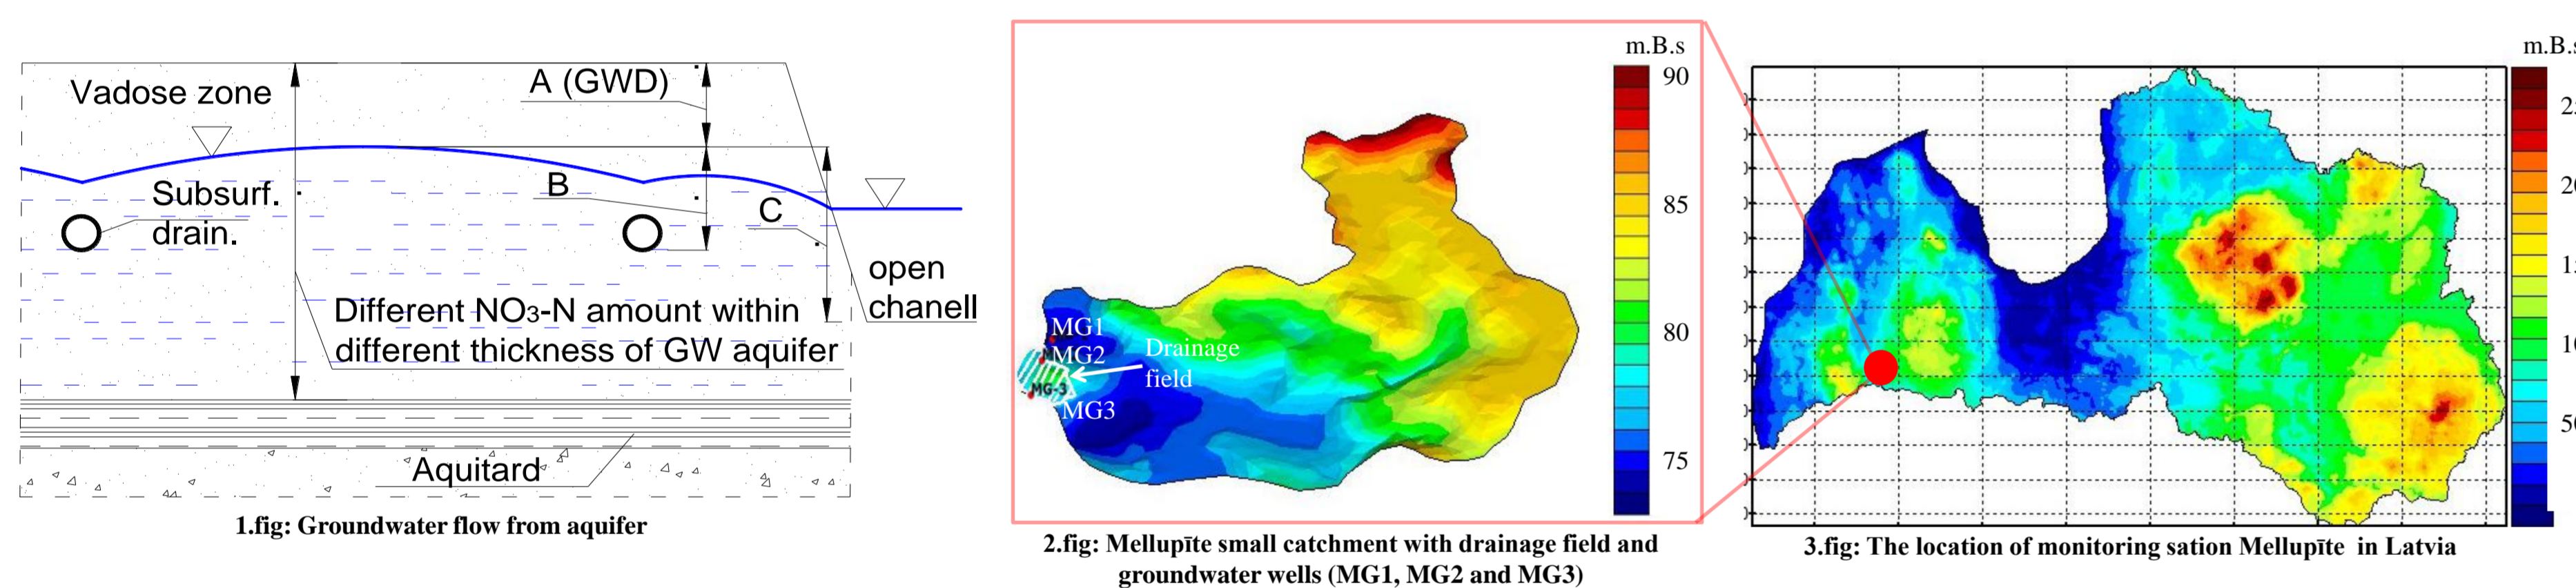 Vadose zone
A (GWD)
B
C
Subsurf.
drain.
open
chanell
Different NO3-N amount within
different thickness of GW aquifer
Aquitard
1.fig: Groundwater flow from aquifer
m.B.s
90
85
80
75
MG1
MG2
Drainage
field
MG-3
MG3
2.fig: Mellupīte small catchment with drainage field and
groundwater wells (MG1, MG2 and MG3)
m.B.s
3.fig: The location of monitoring sation Mellupīte in Latvia